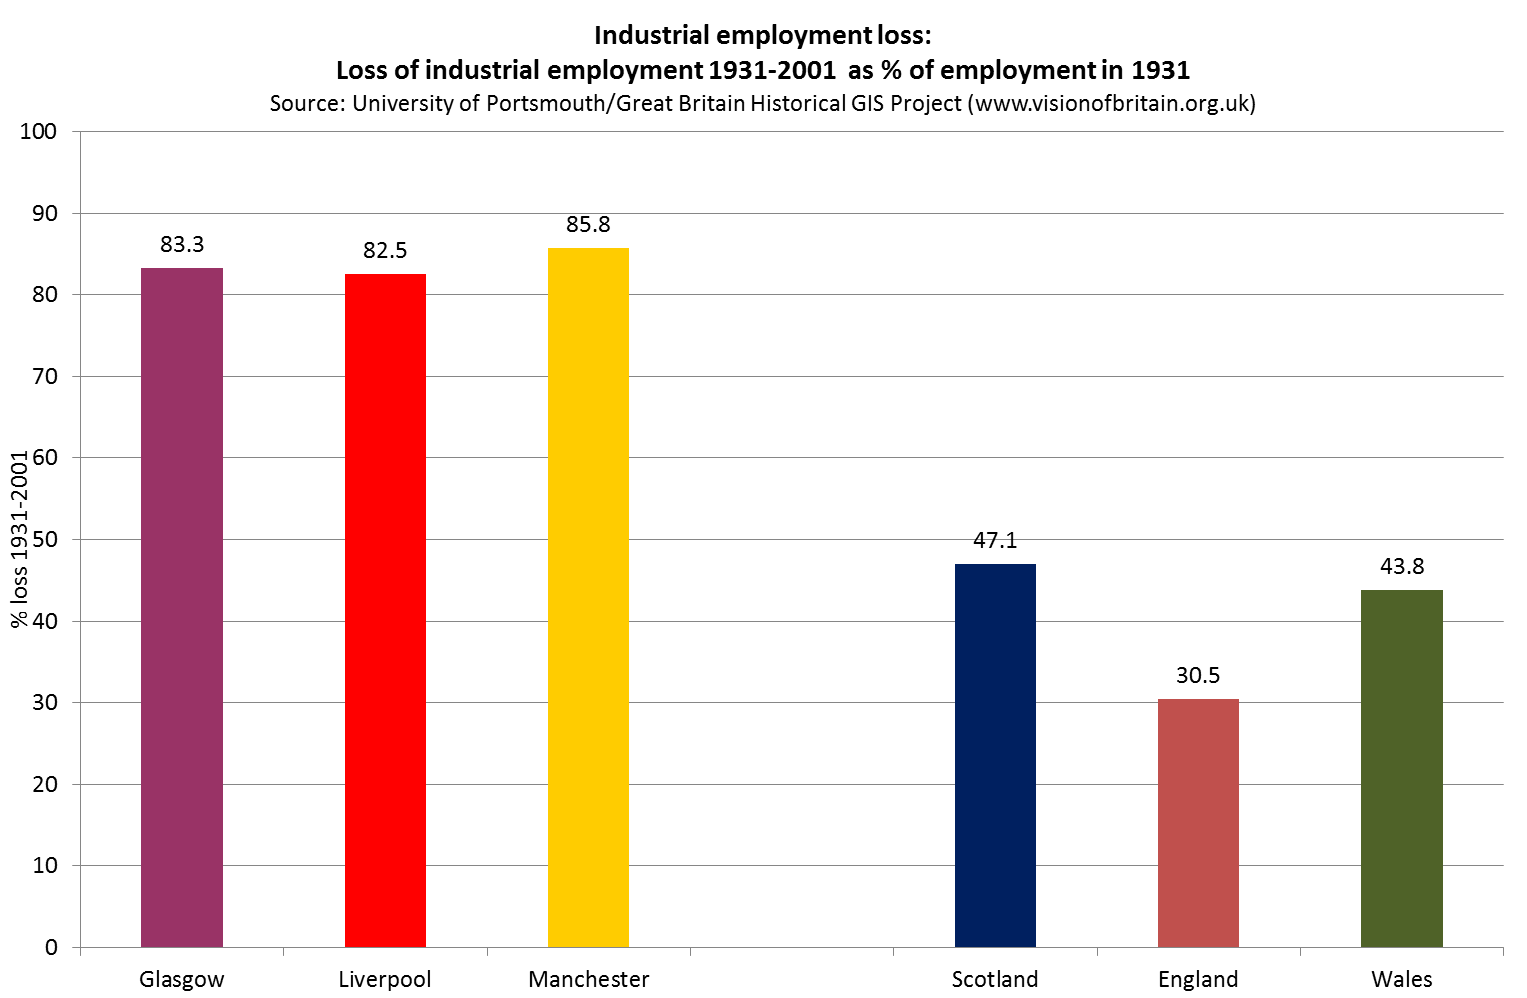 Industrial employment loss:
Loss of industrial employment 1931-2001 as % of employment in 1931
Source: University of Portsmouth/Great Britain Historical GIS Project (www.visionofbritain.org.uk)
% loss 1931-2001
100
90
80
70
60
50
40
30
20
10
0
83.3
82.5
85.8
47.1
30.5
43.8
Glasgow
Liverpool
Manchester
Scotland
England
Wales